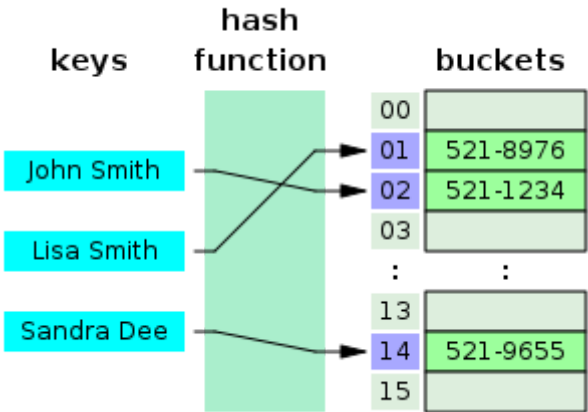 hash
keys function buckets
00
01 521-8976
John Smith
02 521-1234
Lisa Smith
03
: :
13
Sandra Dee
14 521-9655
15